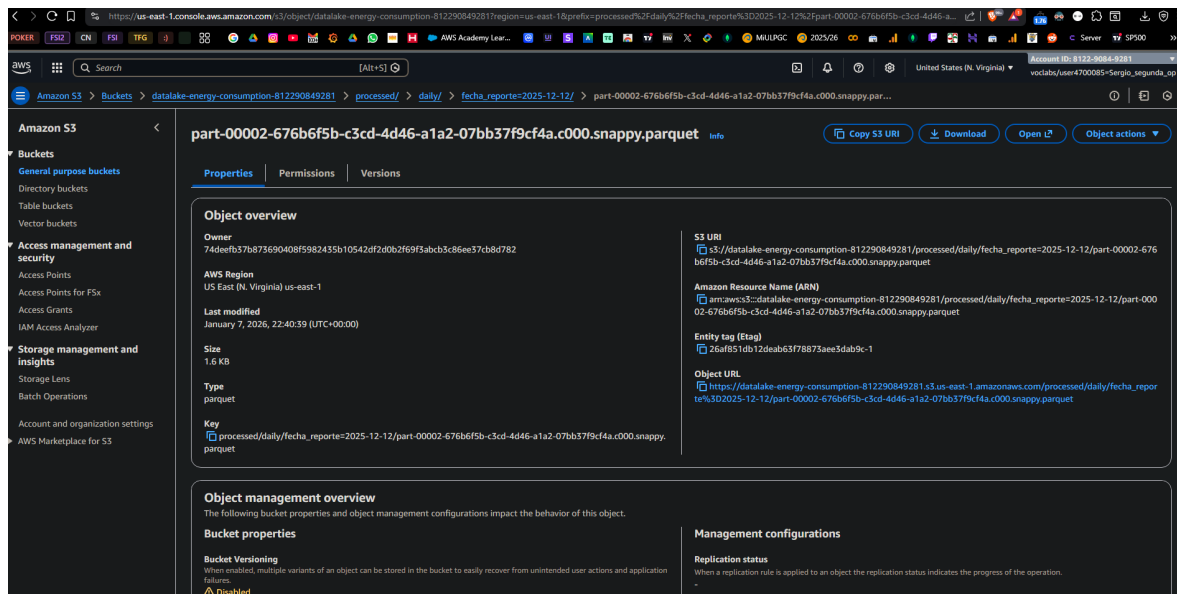 https://us-east-1.console.aws.amazon.com/s3/object/datalake-energy-consumption-812290849281?region=us-east-1&prefix=processed%2Fdaily%2Ffecha_reporte%3D2025-12-12%2Fpart-00002-676b6f5b-c3cd-4d46-a...
1.76
POKER FSI2 CN FSI TFG :) AWS Academy Lear... MiULPGC 2025/26 Server SP500 »
aws Search [Alt+S] United States (N. Virginia) ▼ Account ID: 8122-9084-9281
voclabs/user4700085=Sergio_segunda_op
Amazon S3 > Buckets > datalake-energy-consumption-812290849281 > processed/ > daily/ > fecha_reporte=2025-12-12/ > part-00002-676b6f5b-c3cd-4d46-a1a2-07bb37f9cf4a.c000.snappy.par...
Amazon S3
Buckets
General purpose buckets
Directory buckets
Table buckets
Vector buckets
Access management and
security
Access Points
Access Points for FSx
Access Grants
IAM Access Analyzer
Storage management and
insights
Storage Lens
Batch Operations
Account and organization settings
AWS Marketplace for S3
part-00002-676b6f5b-c3cd-4d46-a1a2-07bb37f9cf4a.c000.snappy.parquet Info
Copy S3 URI Download Open Object actions ▼
Properties Permissions Versions
Object overview
Owner
74deefb37b873690408f5982435b10542df2d0b2f69f3abcb3c86ee37cb8d782
AWS Region
US East (N. Virginia) us-east-1
Last modified
January 7, 2026, 22:40:39 (UTC+00:00)
Size
1.6 KB
Type
parquet
Key
processed/daily/fecha_reporte=2025-12-12/part-00002-676b6f5b-c3cd-4d46-a1a2-07bb37f9cf4a.c000.snappy.
parquet
S3 URI
s3://datalake-energy-consumption-812290849281/processed/daily/fecha_reporte=2025-12-12/part-00002-676
b6f5b-c3cd-4d46-a1a2-07bb37f9cf4a.c000.snappy.parquet
Amazon Resource Name (ARN)
arn:aws:s3:::datalake-energy-consumption-812290849281/processed/daily/fecha_reporte=2025-12-12/part-000
02-676b6f5b-c3cd-4d46-a1a2-07bb37f9cf4a.c000.snappy.parquet
Entity tag (Etag)
26af851db12deab63f78873aee3dab9c-1
Object URL
https://datalake-energy-consumption-812290849281.s3.us-east-1.amazonaws.com/processed/daily/fecha_repor
te%3D2025-12-12/part-00002-676b6f5b-c3cd-4d46-a1a2-07bb37f9cf4a.c000.snappy.parquet
Object management overview
The following bucket properties and object management configurations impact the behavior of this object.
Bucket properties
Bucket Versioning
When enabled, multiple variants of an object can be stored in the bucket to easily recover from unintended user actions and application
failures.
Disabled
Management configurations
Replication status
When a replication rule is applied to an object the replication status indicates the progress of the operation.
-